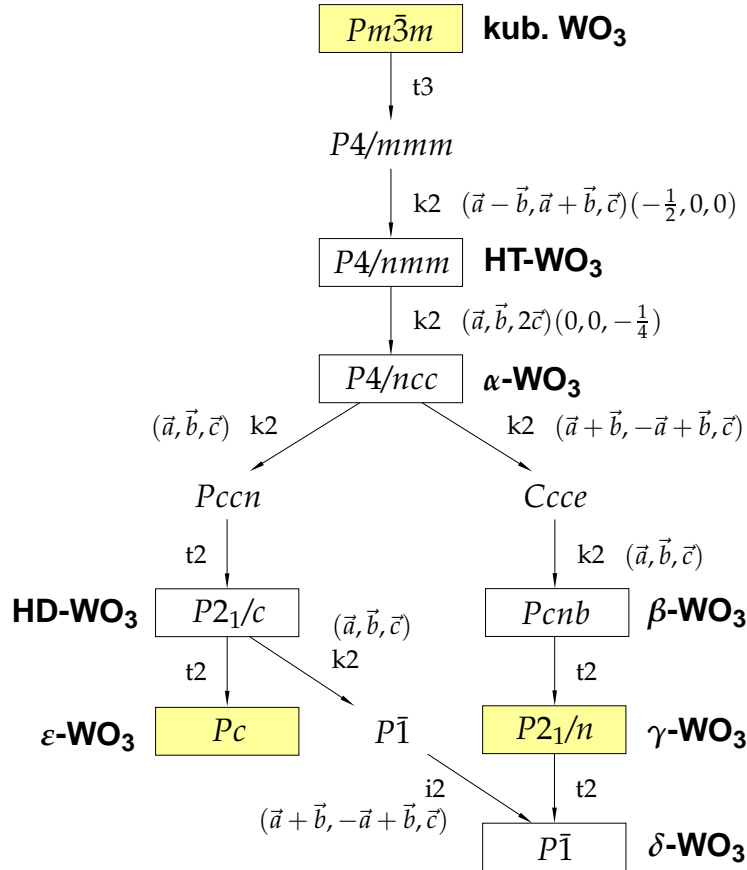 Pm3̄m kub. WO₃
t3
P4/mmm
k2 (a⃗ − b⃗, a⃗ + b⃗, c⃗)(−1/2, 0, 0)
P4/nmm HT-WO₃
k2 (a⃗, b⃗, 2c⃗)(0, 0, −1/4)
P4/ncc α-WO₃
(a⃗, b⃗, c⃗) k2 k2 (a⃗ + b⃗, −a⃗ + b⃗, c⃗)
Pccn Ccce
t2 k2 (a⃗, b⃗, c⃗)
HD-WO₃ P2₁/c Pcnb β-WO₃
(a⃗, b⃗, c⃗)
t2 k2 t2
ε-WO₃ Pc P1̄ P2₁/n γ-WO₃
i2 t2
(a⃗ + b⃗, −a⃗ + b⃗, c⃗)
P1̄ δ-WO₃